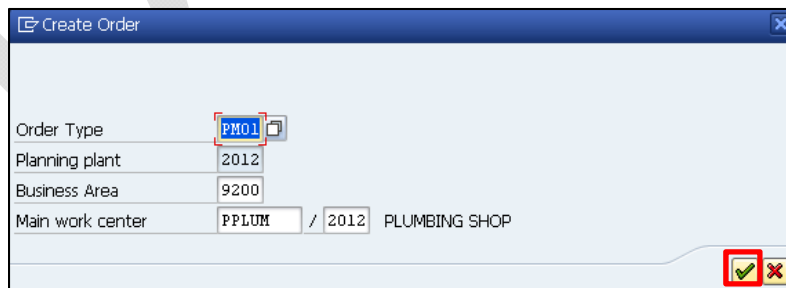 Create Order
Order Type PM01
Planning plant 2012
Business Area 9200
Main work center PPLUM / 2012 PLUMBING SHOP